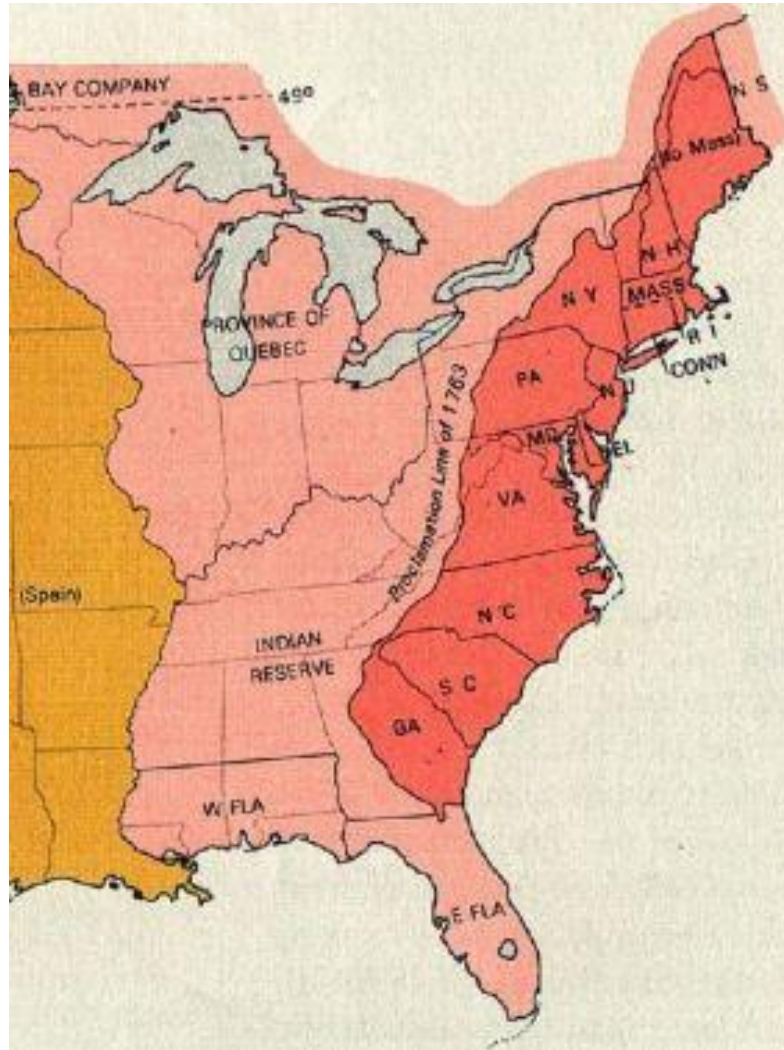 BAY COMPANY
49°
N S
(to Mass)
N H
N Y
MASS
R I
CONN
PROVINCE OF
QUEBEC
PA
N J
MD
DEL
Proclamation Line of 1763
VA
(Spain)
N C
INDIAN
RESERVE
S C
GA
W FLA
E FLA